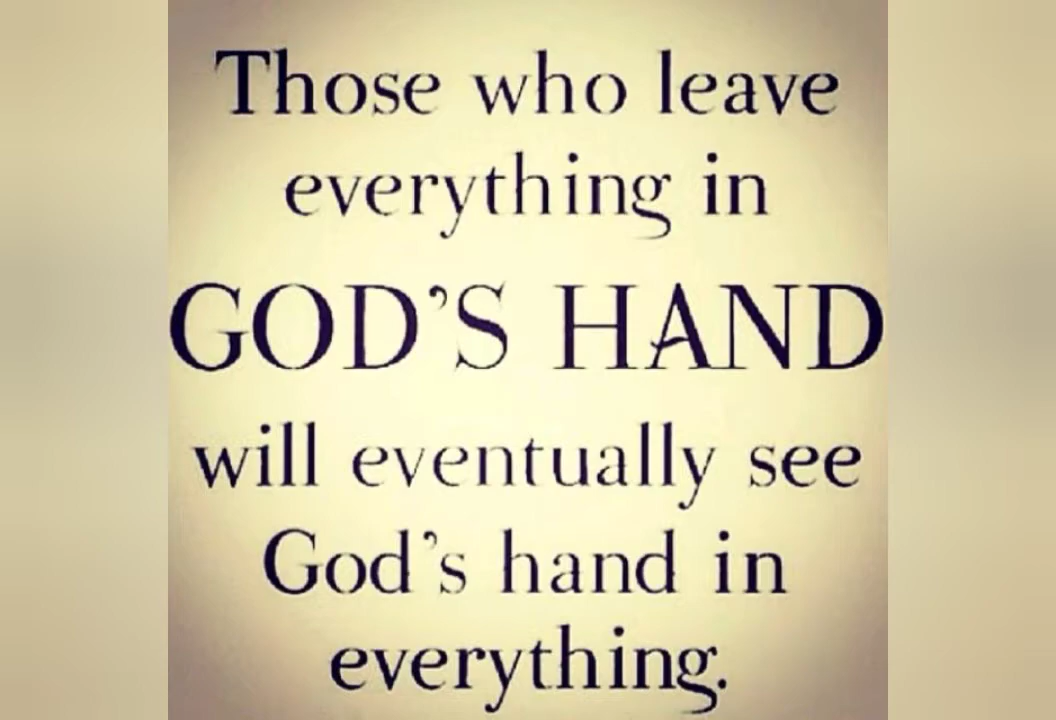 Those who leave
everything in
GOD'S HAND
will eventually see
God's hand in
everything.